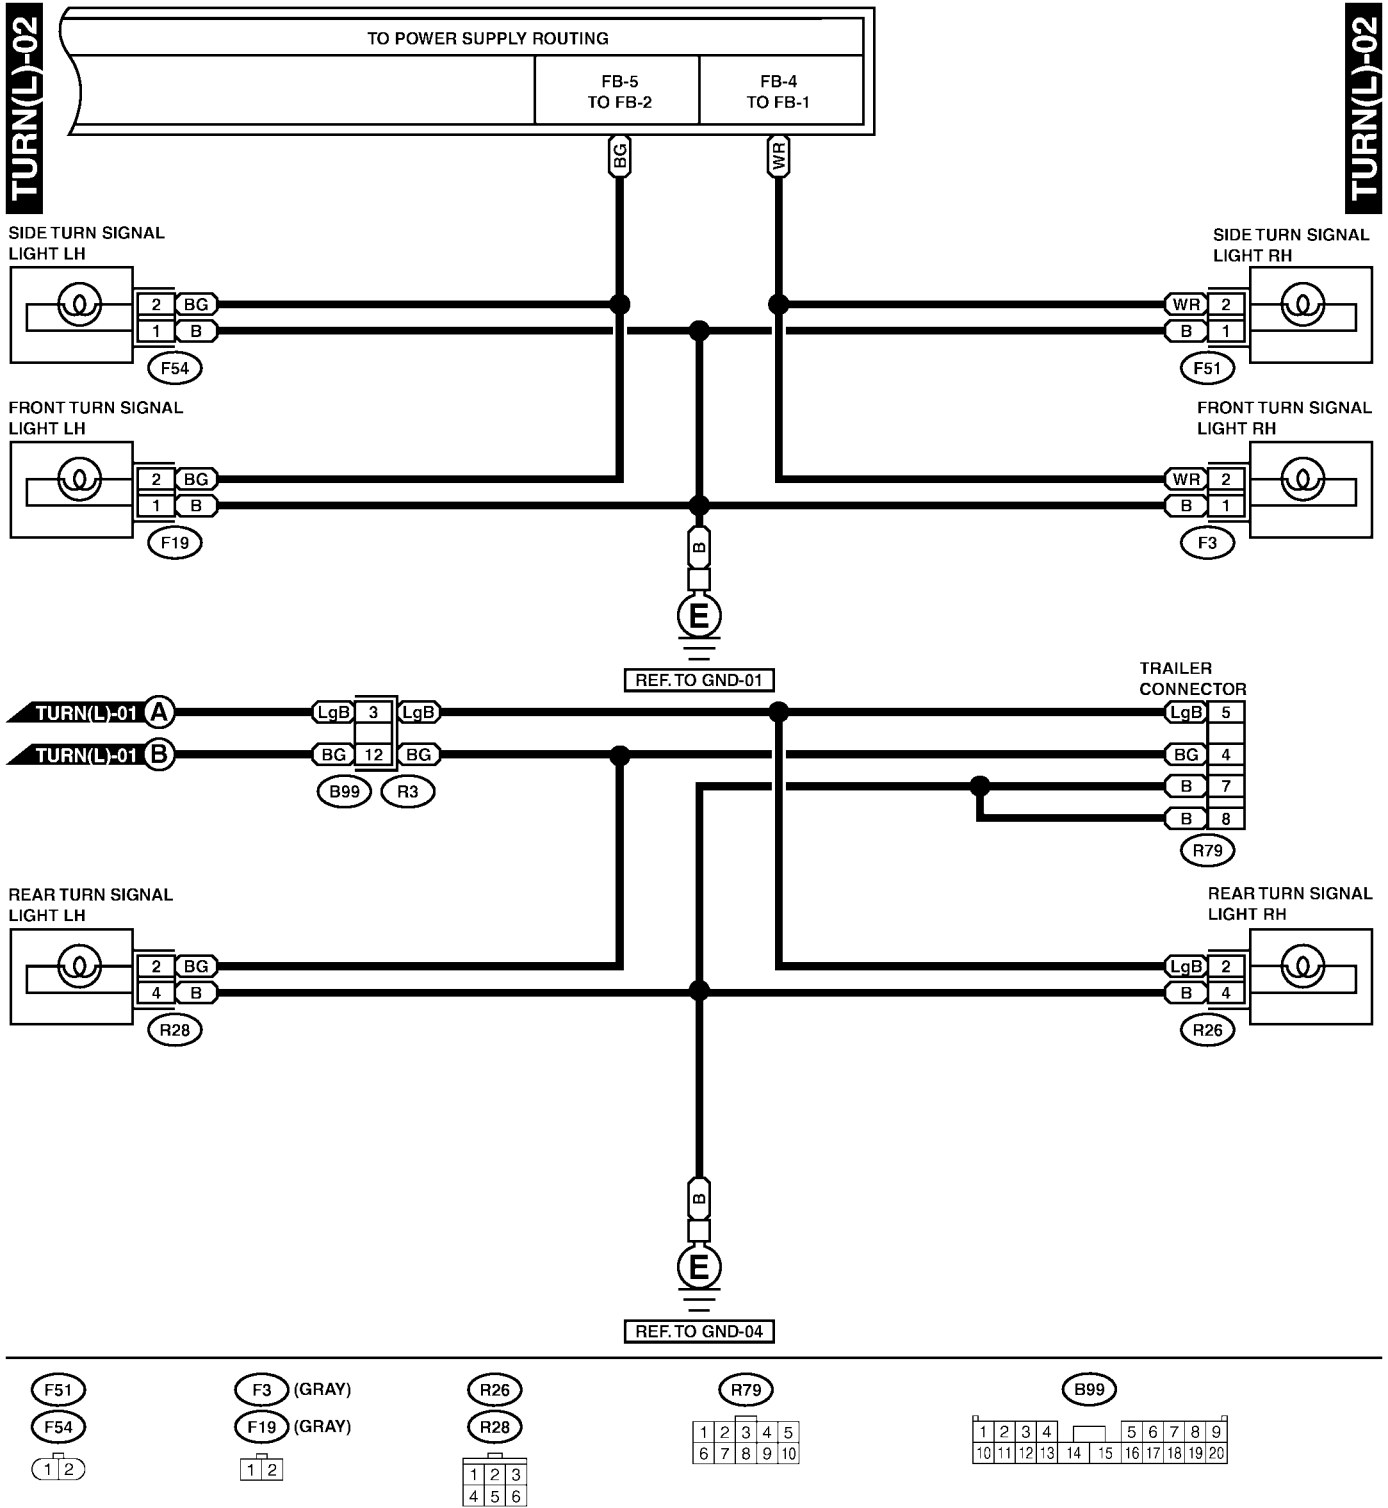 TURN(L)-02
TURN(L)-02
TO POWER SUPPLY ROUTING
FB-5
TO FB-2
FB-4
TO FB-1
BG
WR
SIDE TURN SIGNAL
LIGHT LH
2 BG
1 B
F54
SIDE TURN SIGNAL
LIGHT RH
WR 2
B 1
F51
FRONT TURN SIGNAL
LIGHT LH
2 BG
1 B
F19
FRONT TURN SIGNAL
LIGHT RH
WR 2
B 1
F3
B
E
REF. TO GND-01
TURN(L)-01 A
LgB 3 LgB
TURN(L)-01 B
BG 12 BG
B99 R3
TRAILER
CONNECTOR
LgB 5
BG 4
B 7
B 8
R79
REAR TURN SIGNAL
LIGHT LH
2 BG
4 B
R28
REAR TURN SIGNAL
LIGHT RH
LgB 2
B 4
R26
B
E
REF. TO GND-04
F51
F54
1 2
F3 (GRAY)
F19 (GRAY)
1 2
R26
R28
1 2 3
4 5 6
R79
1 2 3 4 5
6 7 8 9 10
B99
1 2 3 4 5 6 7 8 9
10 11 12 13 14 15 16 17 18 19 20